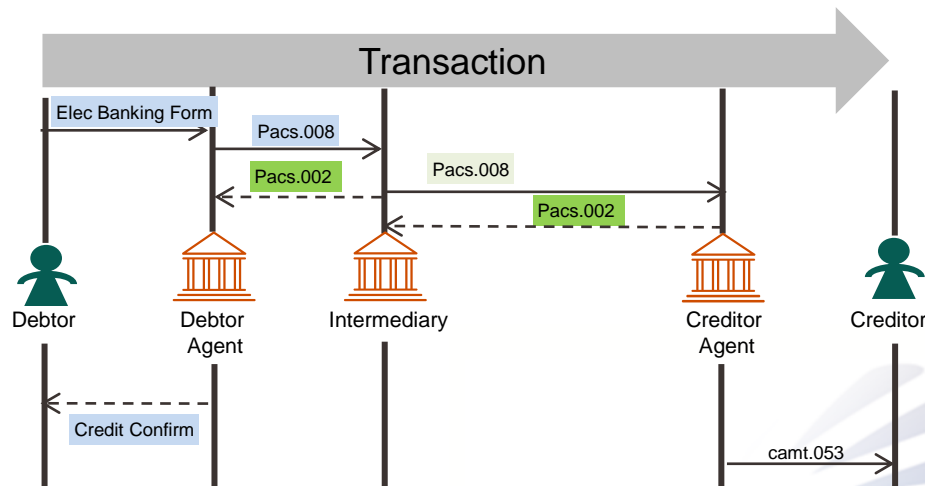 Transaction
Elec Banking Form
Pacs.008
Pacs.002
Pacs.008
Pacs.002
Debtor
Debtor
Agent
Intermediary
Creditor
Agent
Creditor
Credit Confirm
camt.053